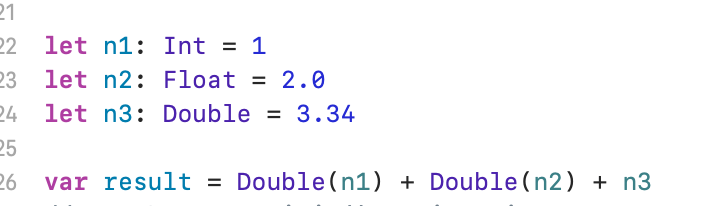 21
22 let n1: Int = 1
23 let n2: Float = 2.0
24 let n3: Double = 3.34
25
26 var result = Double(n1) + Double(n2) + n3